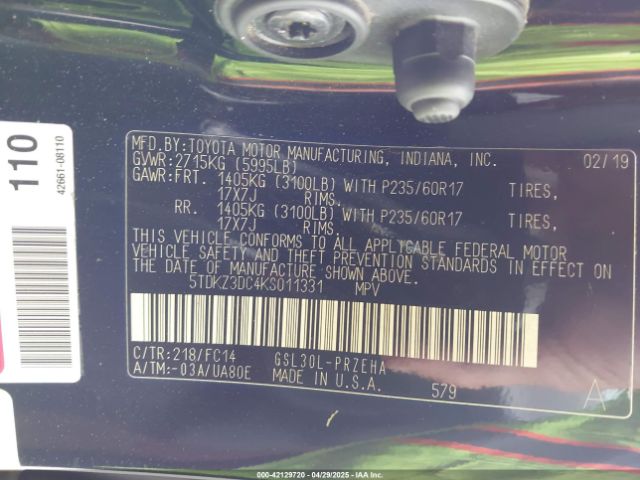 110
42661-08110
MFD.BY:TOYOTA MOTOR MANUFACTURING, INDIANA, INC. 02/19
GVWR:2715KG (5995LB)
GAWR:FRT. 1405KG (3100LB) WITH P235/60R17 TIRES,
17X7J RIMS.
RR. 1405KG (3100LB) WITH P235/60R17 TIRES,
17X7J RIMS.
THIS VEHICLE CONFORMS TO ALL APPLICABLE FEDERAL MOTOR
VEHICLE SAFETY AND THEFT PREVENTION STANDARDS IN EFFECT ON
THE DATE OF MANUFACTURE SHOWN ABOVE.
5TDKZ3DC4KS011331 MPV
C/TR:218/FC14 GSL30L-PRZEHA
A/TM:-03A/UA80E MADE IN U.S.A. 579 A
000-42129720 - 04/29/2025 - IAAI.COM